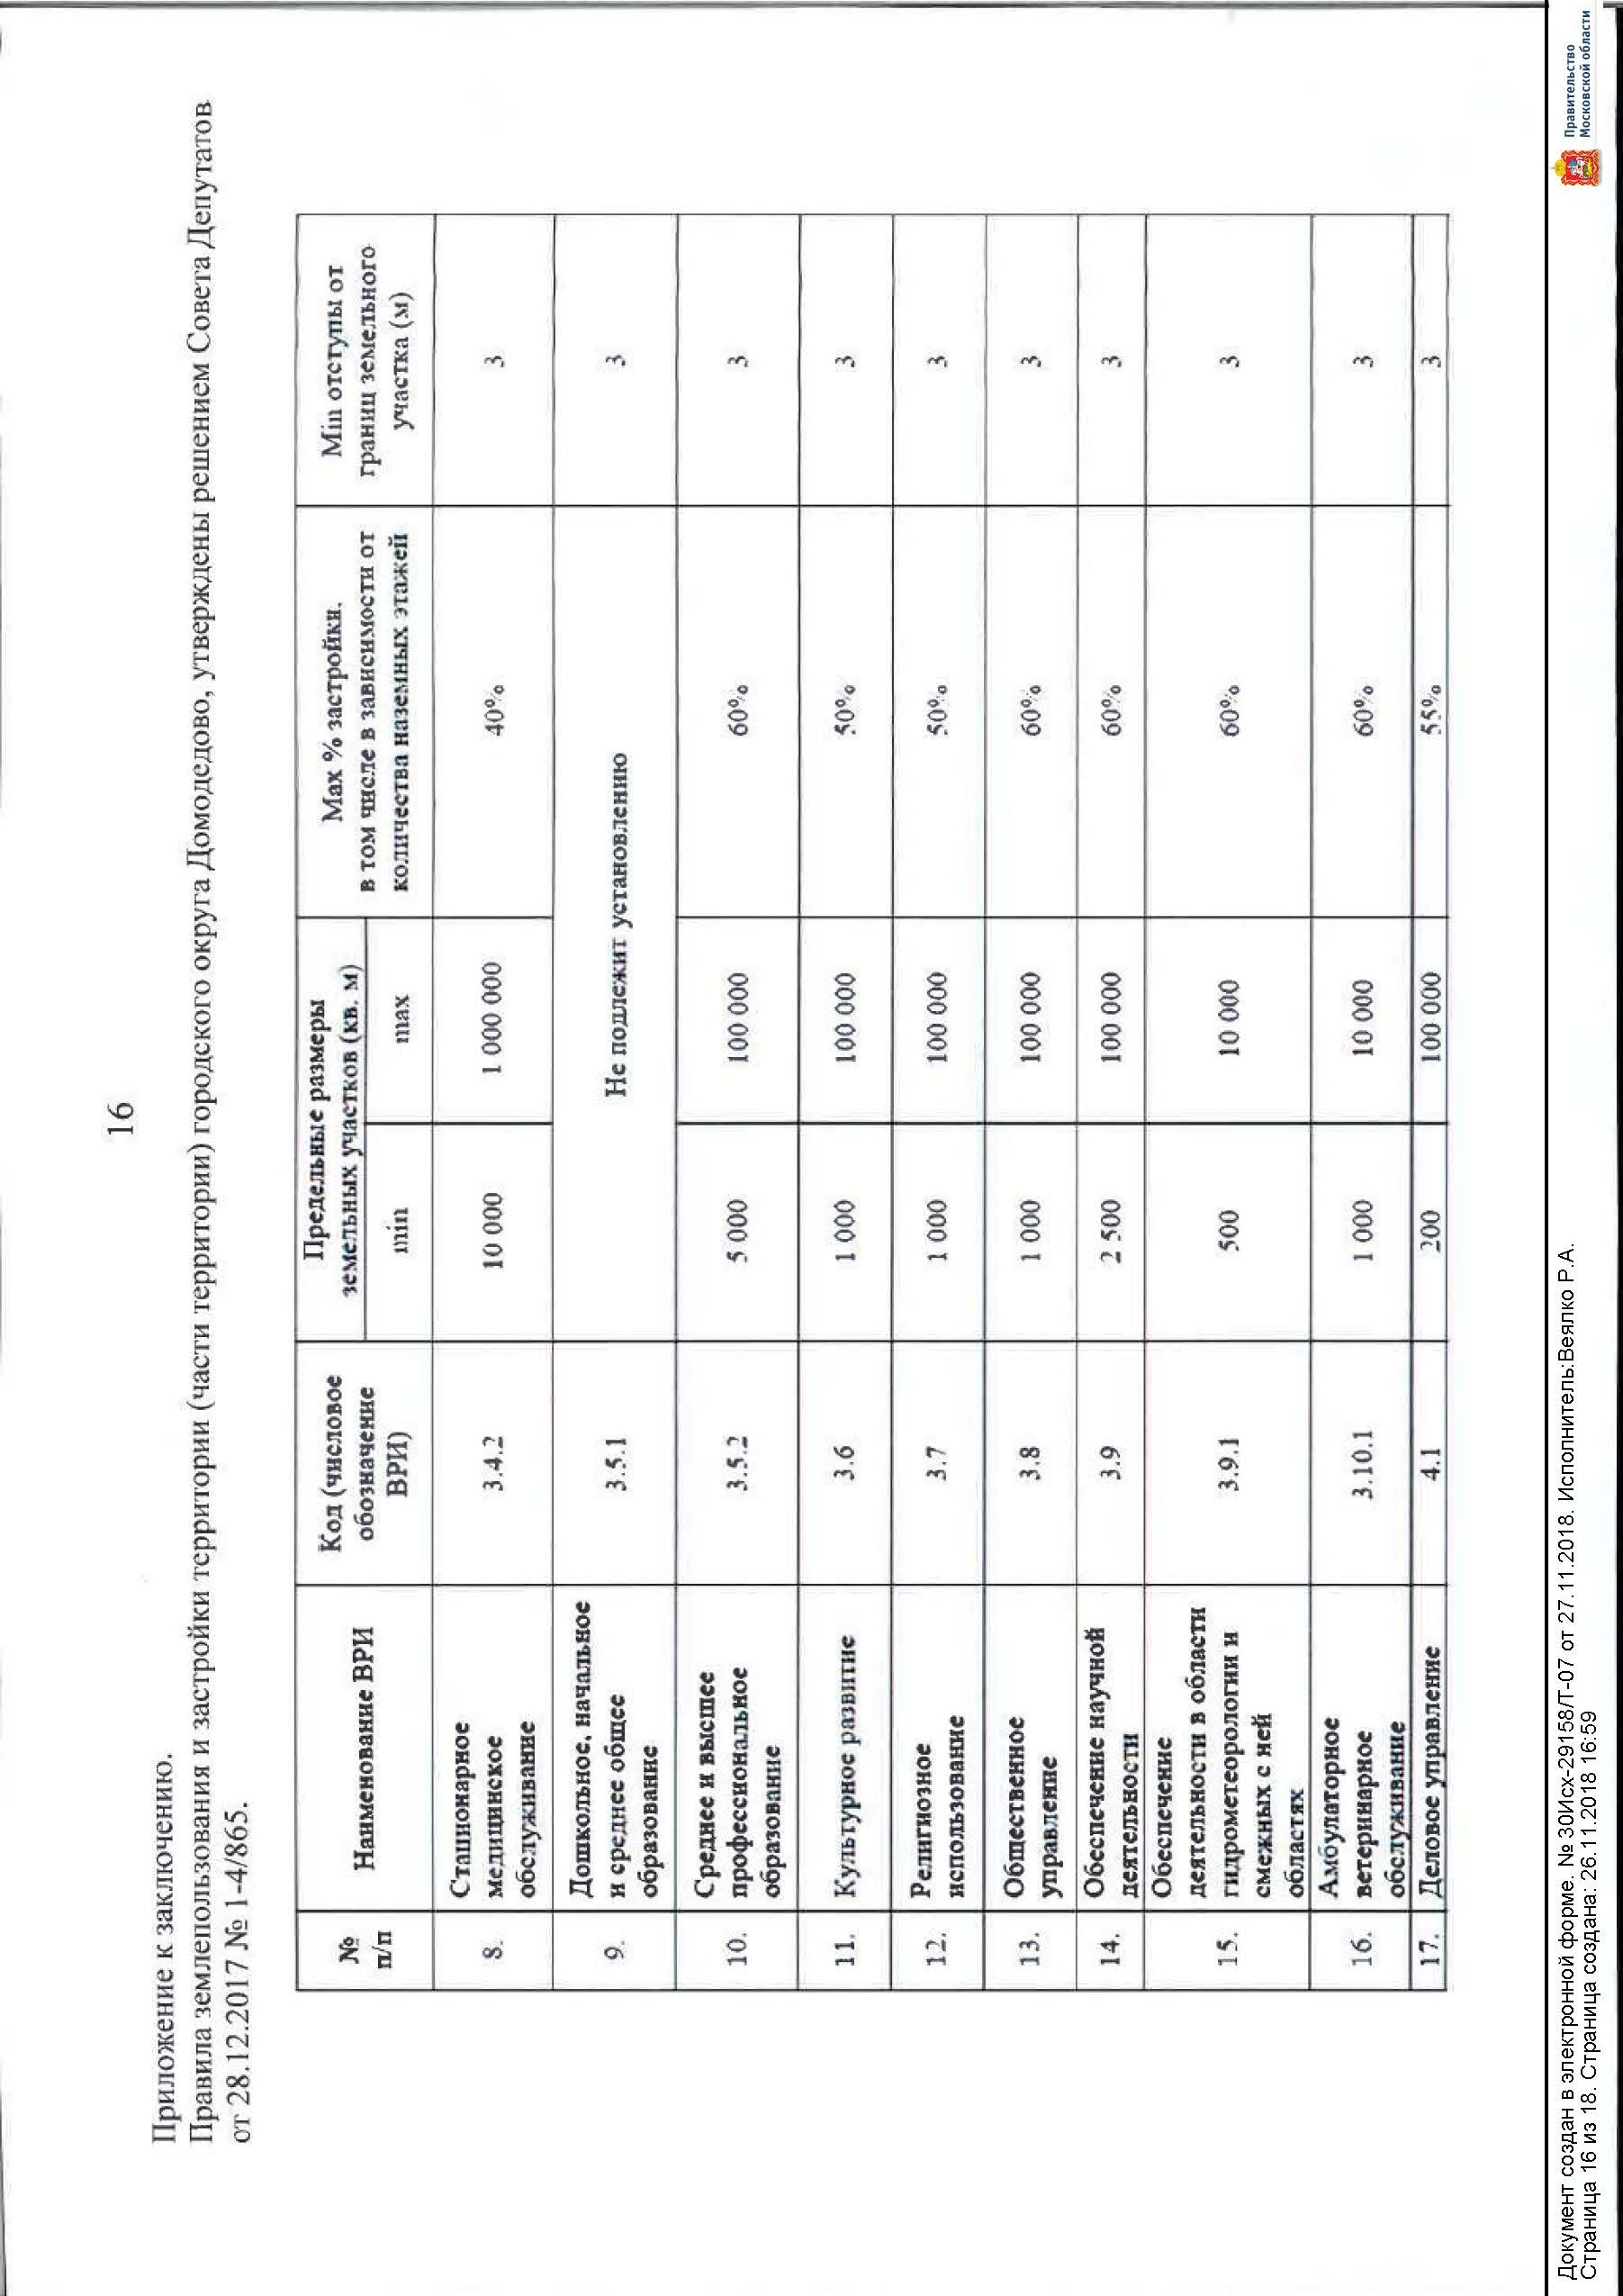 16
Приложение к заключению.
Правила землепользования и застройки территории (части территории) городского округа Домодедово, утверждены решением Совета Депутатов
от 28.12.2017 № 1-4/865.
№ п/п
Наименование ВРИ
Код (числовое
обозначение
ВРИ)
Предельные размеры
земельных участков (кв. м)
min
max
Max % застройки.
в том числе в зависимости от
количества наземных этажей
Min отступы от
границ земельного
участка (м)
8. Стационарное
медицинское
обслуживание
3.4.2 10 000 1 000 000 40% 3
9. Дошкольное, начальное
и среднее общее
образование
3.5.1 Не подлежит установлению 3
10. Среднее и высшее
профессиональное
образование
3.5.2 5 000 100 000 60% 3
11. Культурное развитие 3.6 1 000 100 000 50% 3
12. Религиозное
использование
3.7 1 000 100 000 50% 3
13. Общественное
управление
3.8 1 000 100 000 60% 3
14. Обеспечение научной
деятельности
3.9 2 500 100 000 60% 3
15. Обеспечение
деятельности в области
гидрометеорологии и
смежных с ней
областях
3.9.1 500 10 000 60% 3
16. Амбулаторное
ветеринарное
обслуживание
3.10.1 1 000 10 000 60% 3
17. Деловое управление 4.1 200 100 000 55% 3
Документ создан в электронной форме. № 30Исх-29158/Т-07 от 27.11.2018. Исполнитель:Веялко Р.А.
Страница 16 из 18. Страница создана: 26.11.2018 16:59
Правительство
Московской области